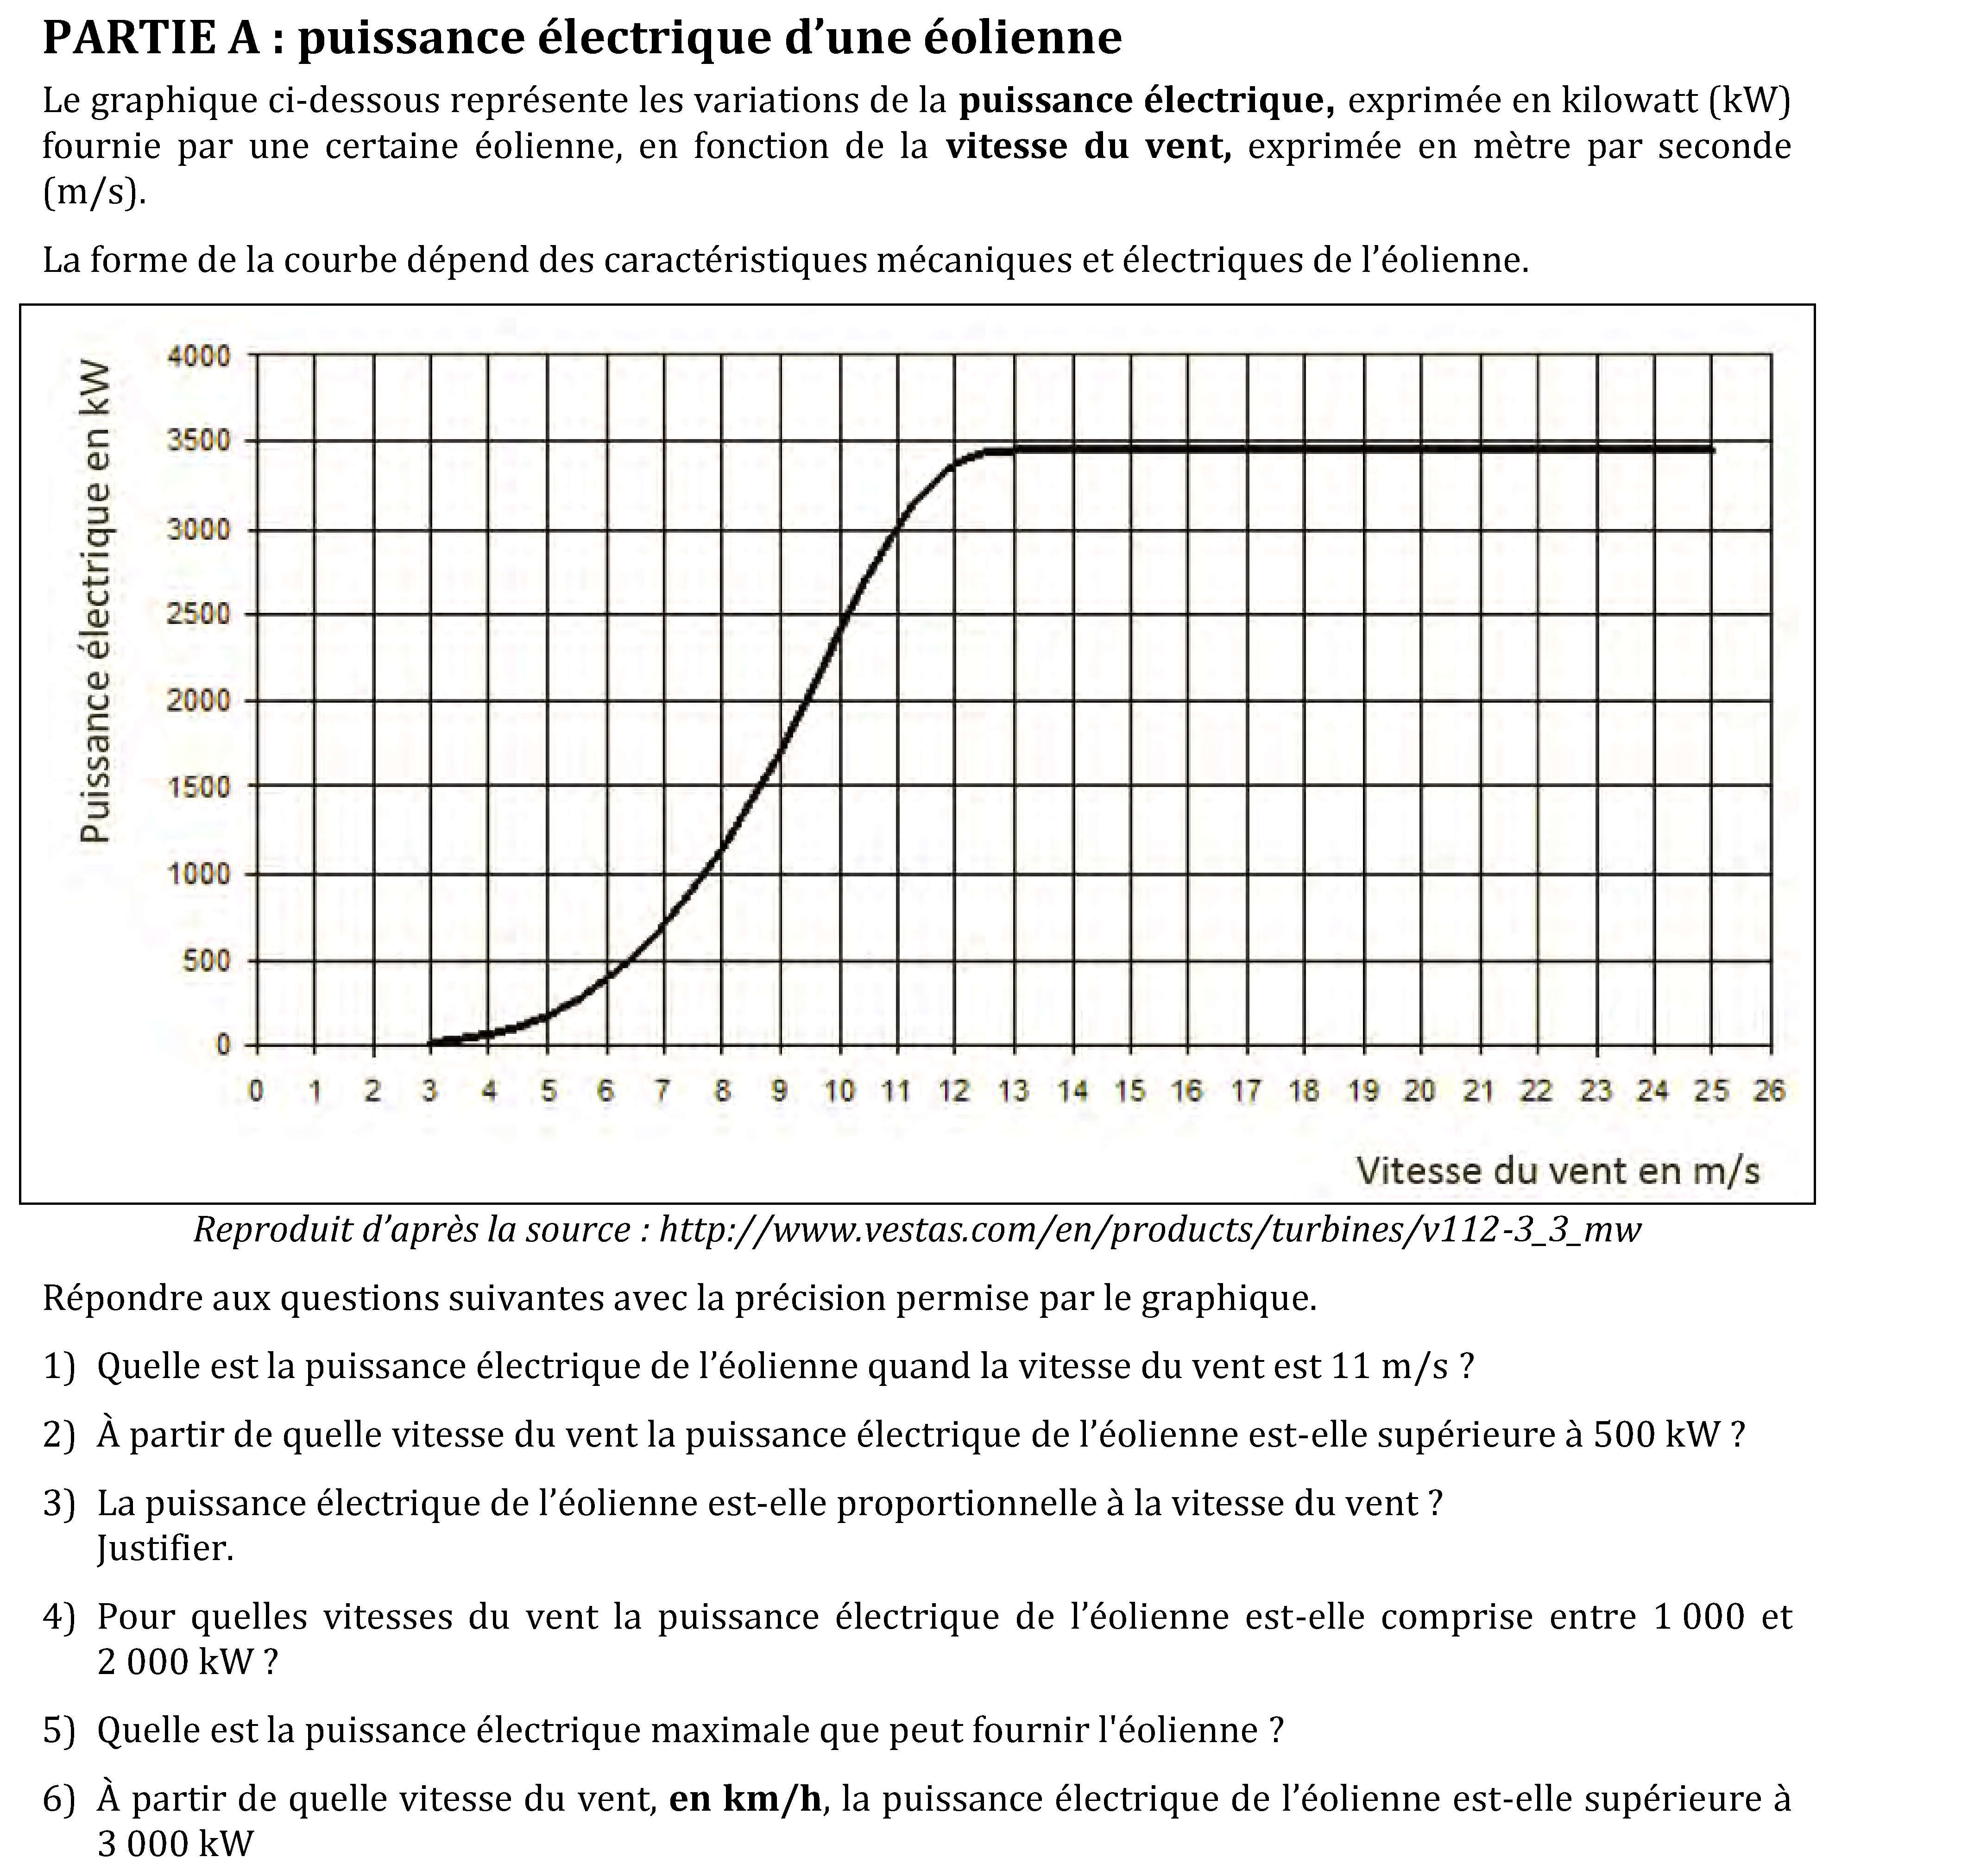 PARTIE A : puissance électrique d’une éolienne
Le graphique ci-dessous représente les variations de la puissance électrique, exprimée en kilowatt (kW)
fournie par une certaine éolienne, en fonction de la vitesse du vent, exprimée en mètre par seconde
(m/s).
La forme de la courbe dépend des caractéristiques mécaniques et électriques de l’éolienne.
Puissance électrique en kW
4000
3500
3000
2500
2000
1500
1000
500
0
0 1 2 3 4 5 6 7 8 9 10 11 12 13 14 15 16 17 18 19 20 21 22 23 24 25 26
Vitesse du vent en m/s
Reproduit d’après la source : http://www.vestas.com/en/products/turbines/v112-3_3_mw
Répondre aux questions suivantes avec la précision permise par le graphique.
1) Quelle est la puissance électrique de l’éolienne quand la vitesse du vent est 11 m/s ?
2) À partir de quelle vitesse du vent la puissance électrique de l’éolienne est-elle supérieure à 500 kW ?
3) La puissance électrique de l’éolienne est-elle proportionnelle à la vitesse du vent ?
Justifier.
4) Pour quelles vitesses du vent la puissance électrique de l’éolienne est-elle comprise entre 1 000 et
2 000 kW ?
5) Quelle est la puissance électrique maximale que peut fournir l'éolienne ?
6) À partir de quelle vitesse du vent, en km/h, la puissance électrique de l’éolienne est-elle supérieure à
3 000 kW